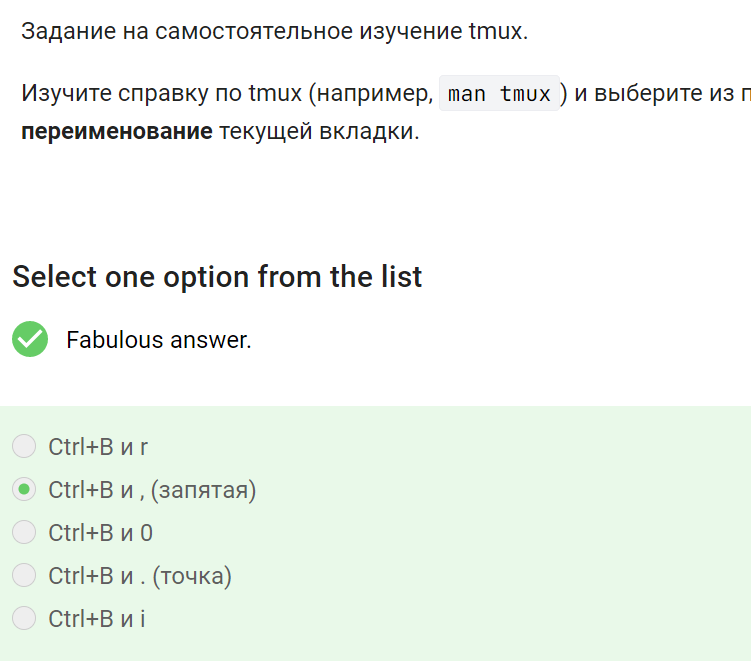 Задание на самостоятельное изучение tmux.
Изучите справку по tmux (например, man tmux) и выберите из
переименование текущей вкладки.
Select one option from the list
Fabulous answer.
Ctrl+B и r
Ctrl+B и , (запятая)
Ctrl+B и 0
Ctrl+B и . (точка)
Ctrl+B и i